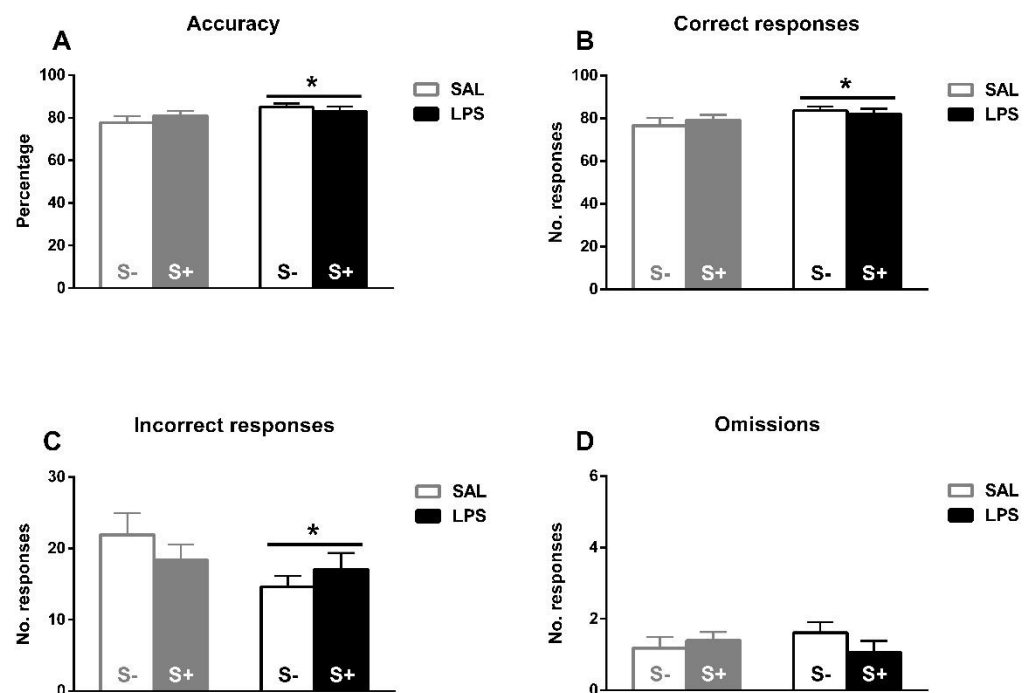 Accuracy
A
100
80
60
40
20
0
Percentage
S- S+ S- S+
*
SAL
LPS
Correct responses
B
100
80
60
40
20
0
No. responses
S- S+ S- S+
*
SAL
LPS
Incorrect responses
C
30
20
10
0
No. responses
S- S+ S- S+
*
SAL
LPS
Omissions
D
6
4
2
0
No. responses
S- S+ S- S+
SAL
LPS